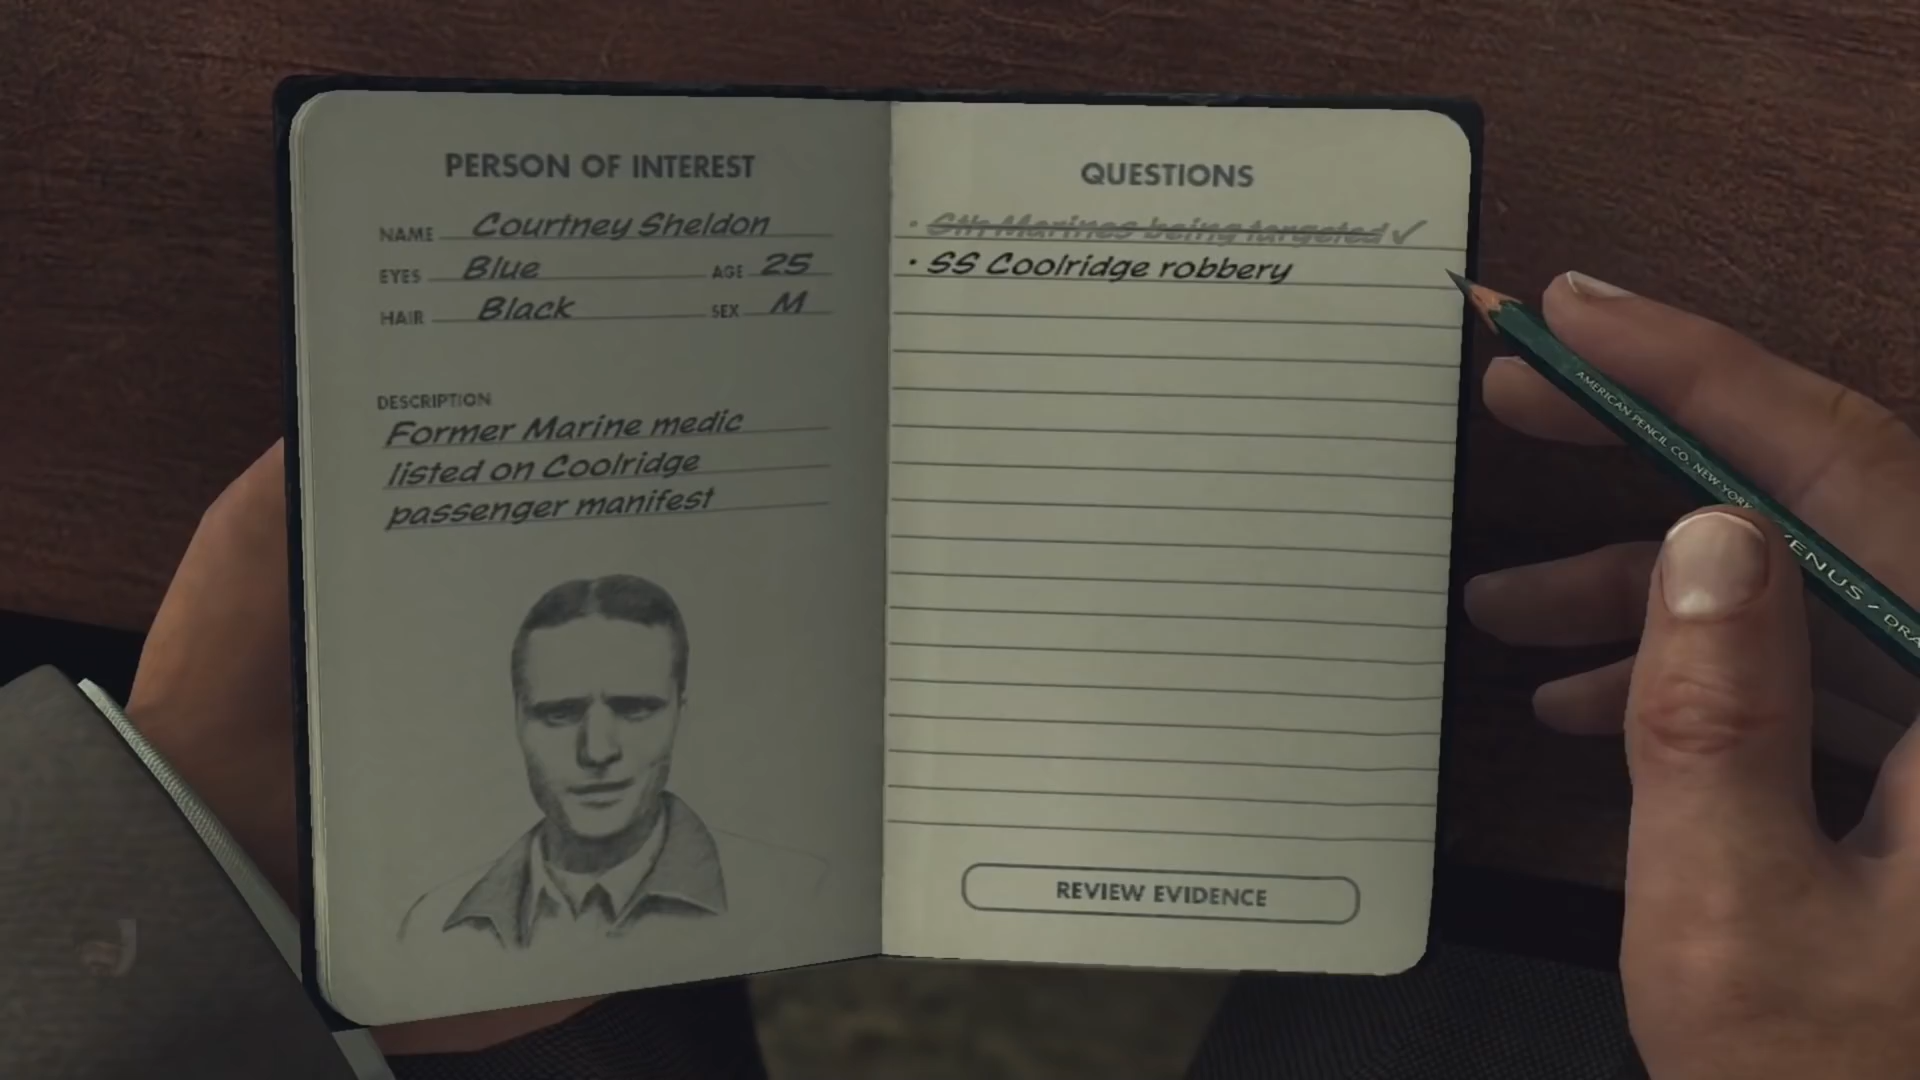 PERSON OF INTEREST
NAME Courtney Sheldon
EYES Blue AGE 25
HAIR Black SEX M
DESCRIPTION
Former Marine medic
listed on Coolridge
passenger manifest
QUESTIONS
· 6th Marines being targeted ✓
· SS Coolridge robbery
REVIEW EVIDENCE
AMERICAN PENCIL CO. NEW YORK
VENUS / DRA